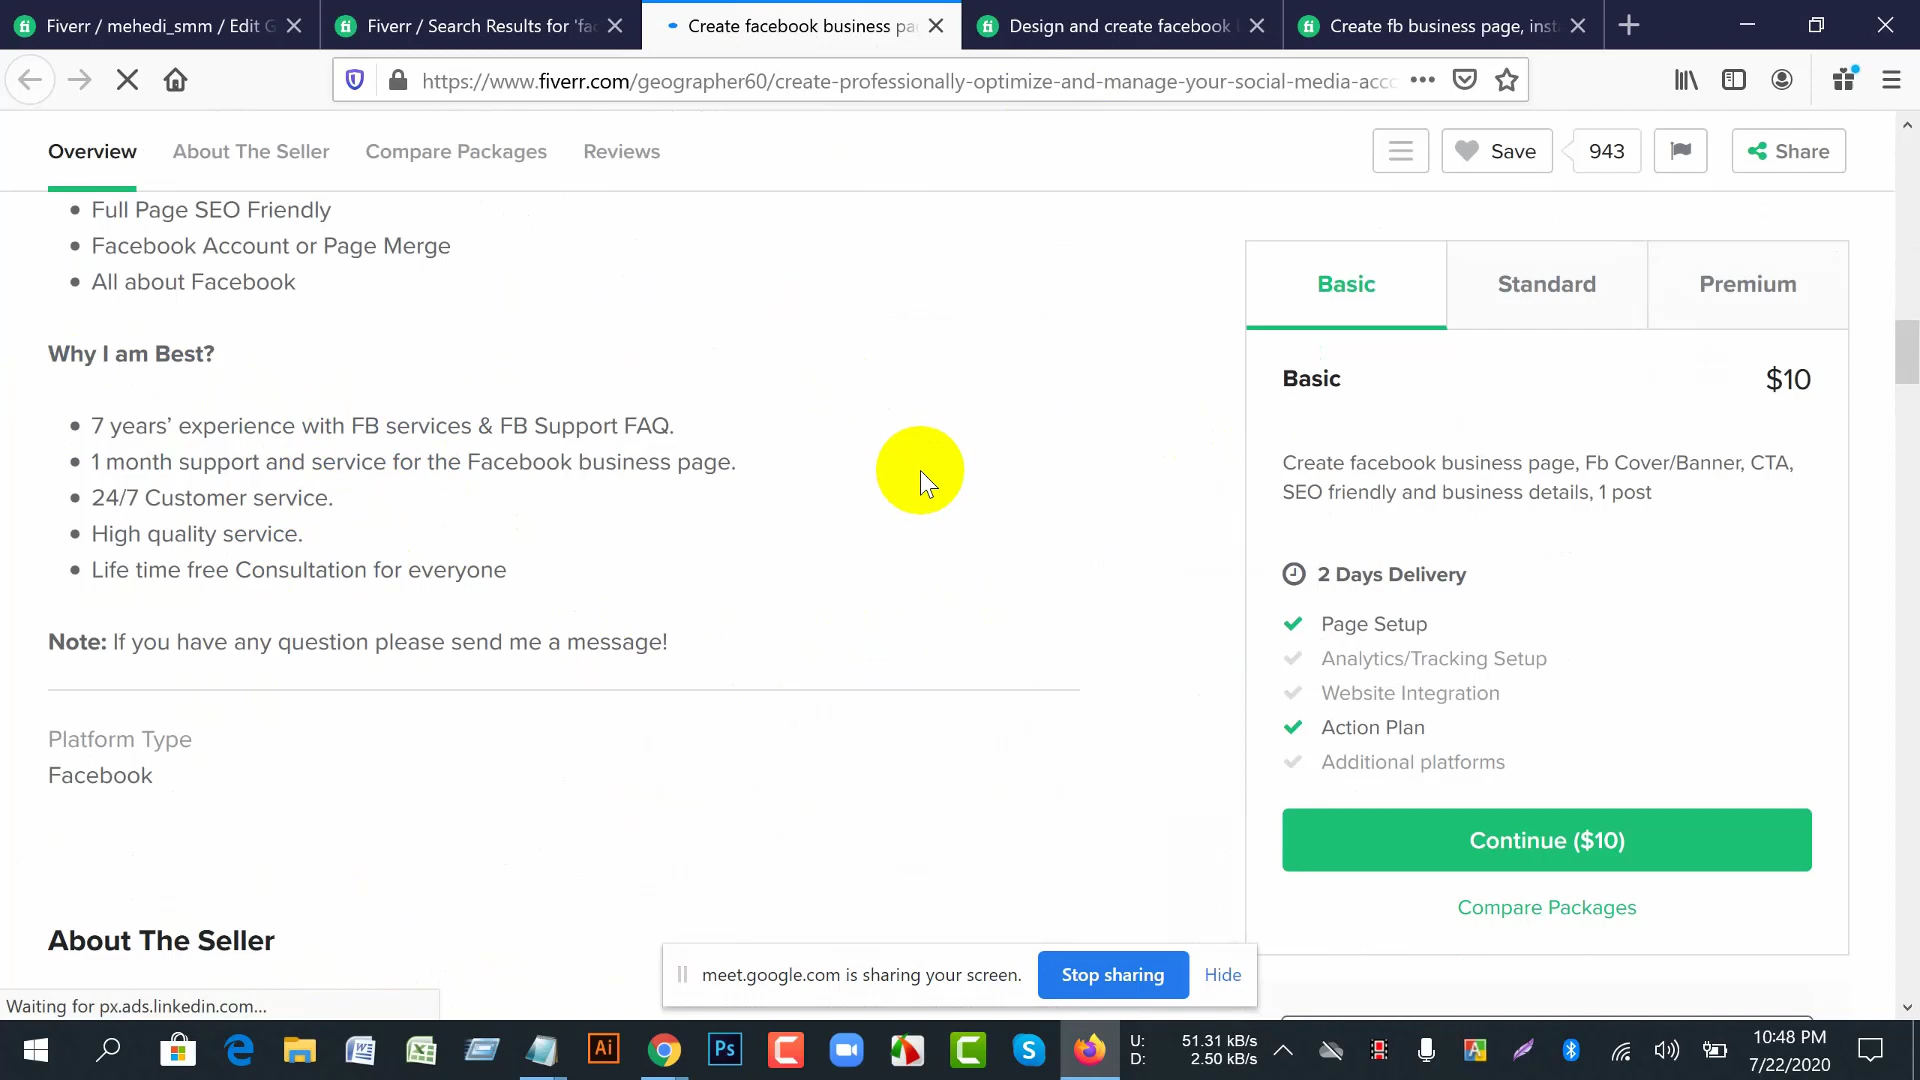 Fiverr / mehedi_smm / Edit G
Fiverr / Search Results for 'fac
Create facebook business pa
Design and create facebook
Create fb business page, insta
https://www.fiverr.com/geographer60/create-professionally-optimize-and-manage-your-social-media-acc
Overview
About The Seller
Compare Packages
Reviews
Save
943
Share
Full Page SEO Friendly
Facebook Account or Page Merge
All about Facebook
Why I am Best?
7 years’ experience with FB services & FB Support FAQ.
1 month support and service for the Facebook business page.
24/7 Customer service.
High quality service.
Life time free Consultation for everyone
Note: If you have any question please send me a message!
Platform Type
Facebook
About The Seller
Basic
Standard
Premium
Basic
$10
Create facebook business page, Fb Cover/Banner, CTA,
SEO friendly and business details, 1 post
2 Days Delivery
Page Setup
Analytics/Tracking Setup
Website Integration
Action Plan
Additional platforms
Continue ($10)
Compare Packages
meet.google.com is sharing your screen.
Stop sharing
Hide
Waiting for px.ads.linkedin.com...
U: 51.31 kB/s
D: 2.50 kB/s
10:48 PM
7/22/2020